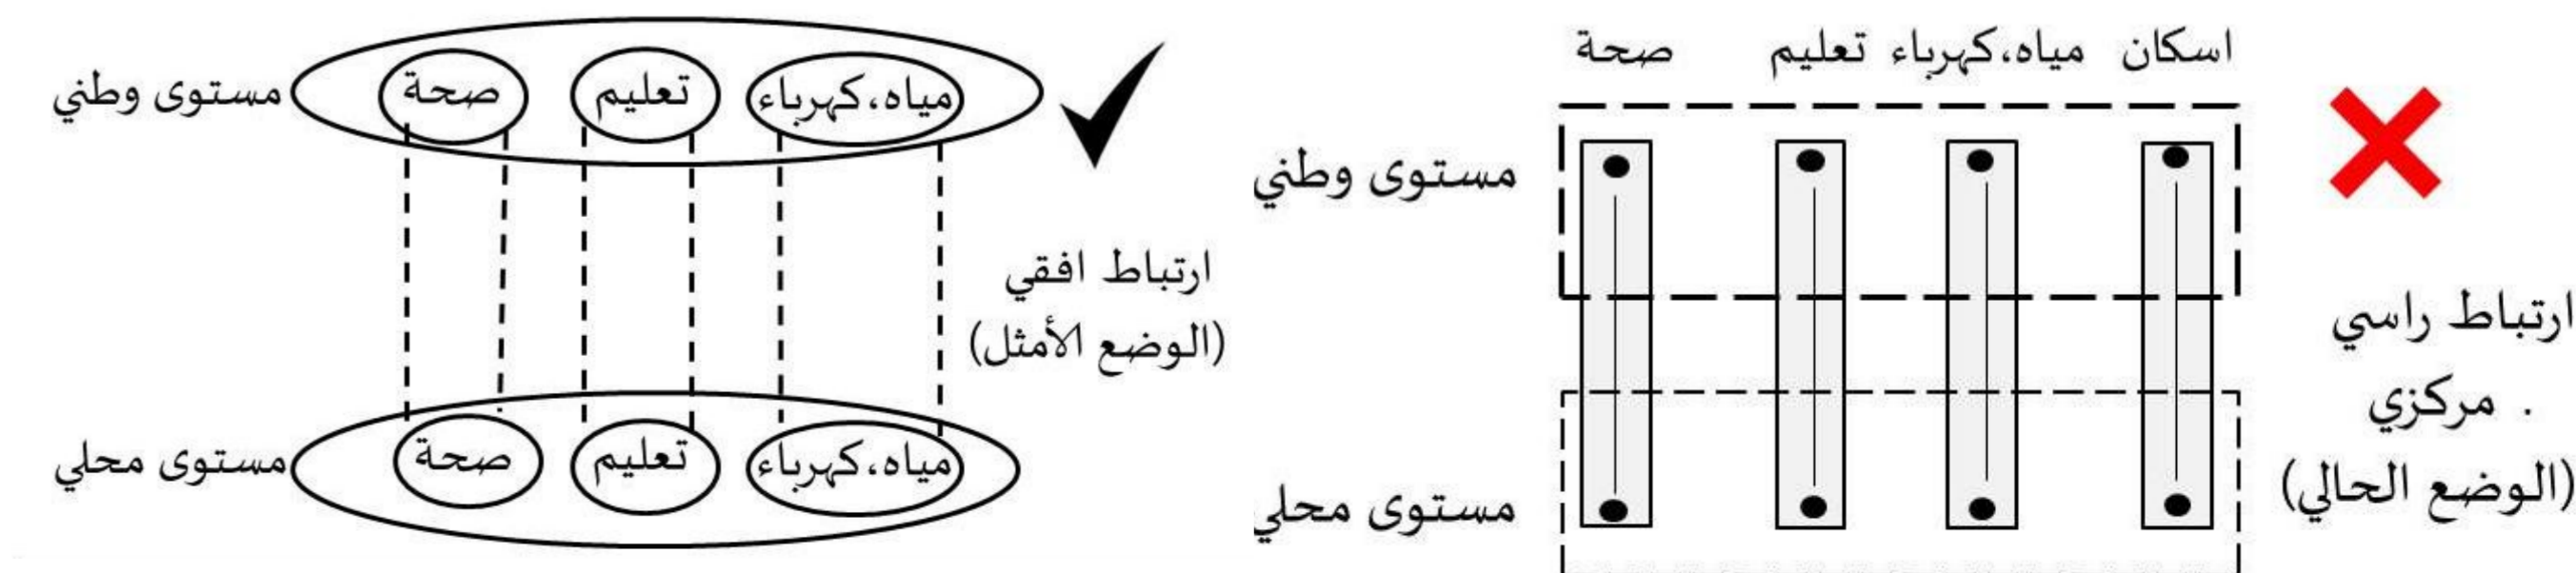 اسكان
مياه،كهرباء
تعليم
صحة
مستوى وطني
ارتباط راسي
مركزي .
(الوضع الحالي)
مستوى محلي
مستوى وطني
صحة
تعليم
مياه،كهرباء
ارتباط افقي
(الوضع الأمثل)
مستوى محلي
صحة
تعليم
مياه،كهرباء